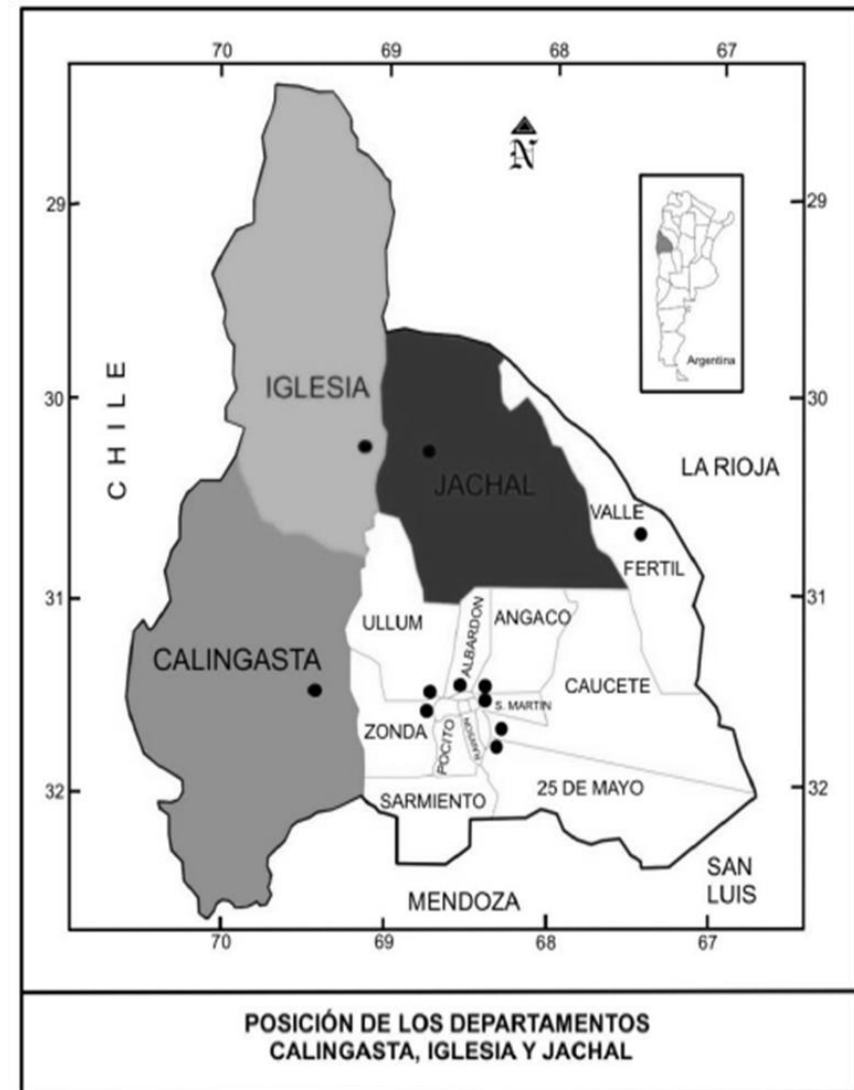 70 69 68 67
N
29 29
Argentina
CHILE
IGLESIA
30 30
LA RIOJA
JACHAL
VALLE
FERTIL
31 31
ULLUM
ALBARDON
ANGACO
CALINGASTA
CAUCETE
S. MARTIN
ZONDA
POCITO
25 DE MAYO
32 32
SARMIENTO
SAN
LUIS
MENDOZA
70 69 68 67
POSICIÓN DE LOS DEPARTAMENTOS
CALINGASTA, IGLESIA Y JACHAL